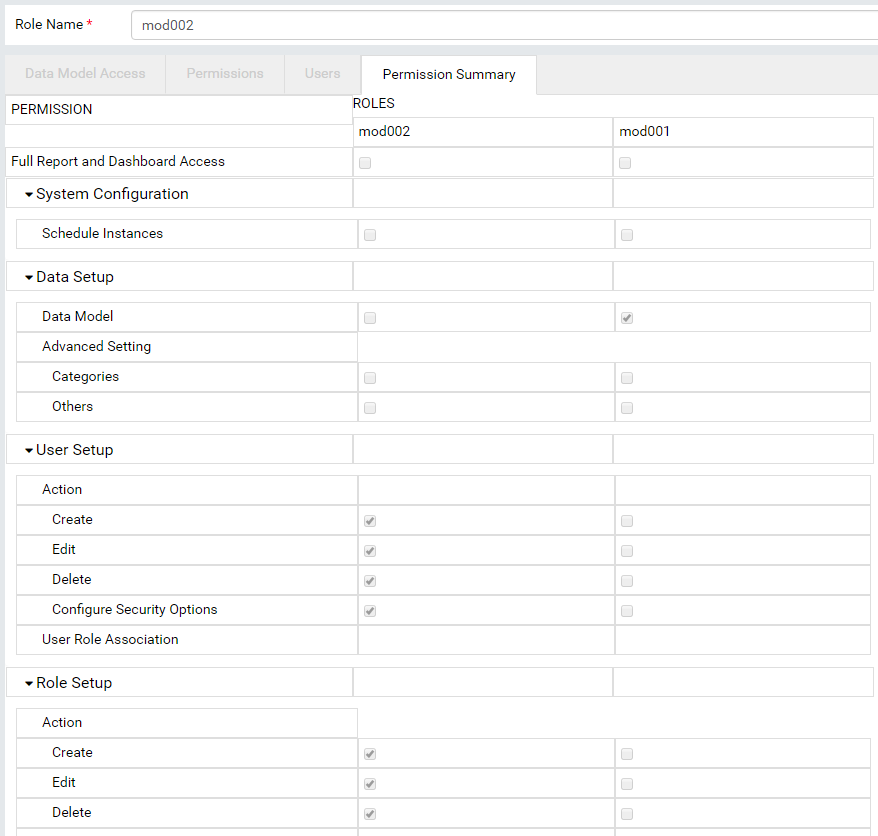 Role Name *
mod002
Data Model Access Permissions Users Permission Summary
PERMISSION ROLES
mod002 mod001
Full Report and Dashboard Access
System Configuration
Schedule Instances
Data Setup
Data Model
Advanced Setting
Categories
Others
User Setup
Action
Create
Edit
Delete
Configure Security Options
User Role Association
Role Setup
Action
Create
Edit
Delete